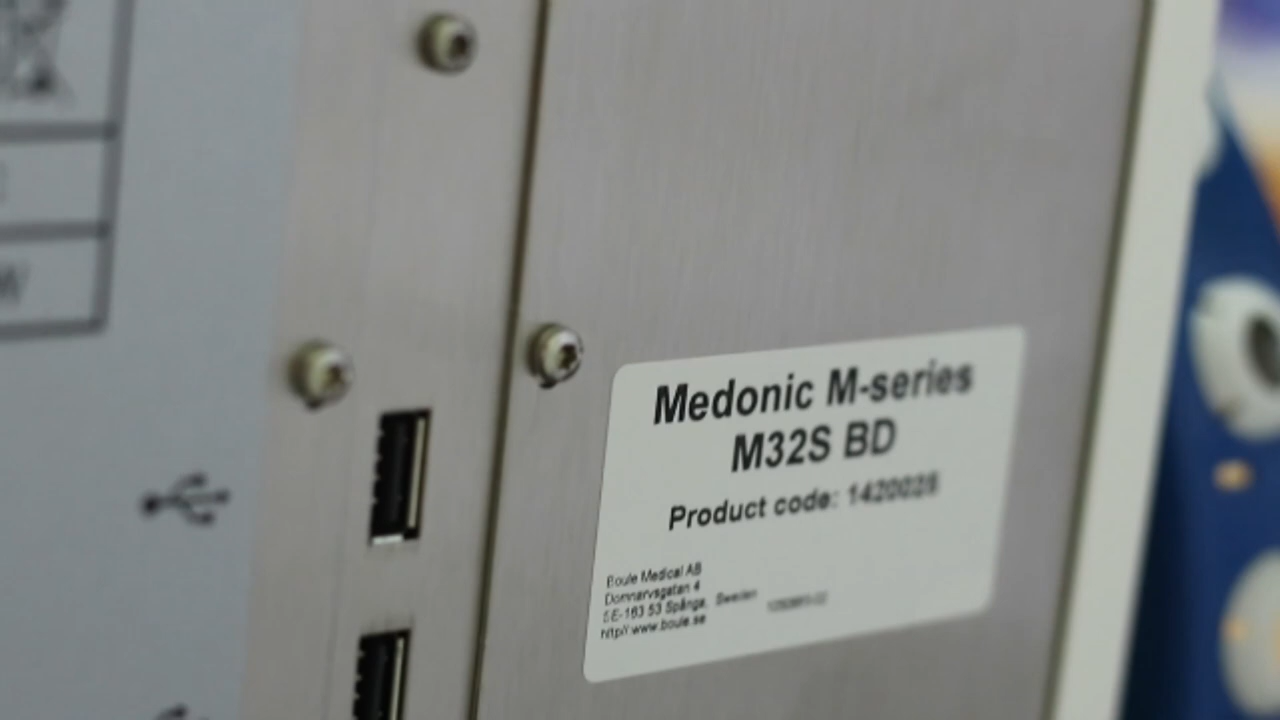 Medonic M-series
M32S BD
Product code: 1420028
Boule Medical AB
Domnarvsgatan 4
SE-163 53 Spånga, Sweden
http// www.boule.se